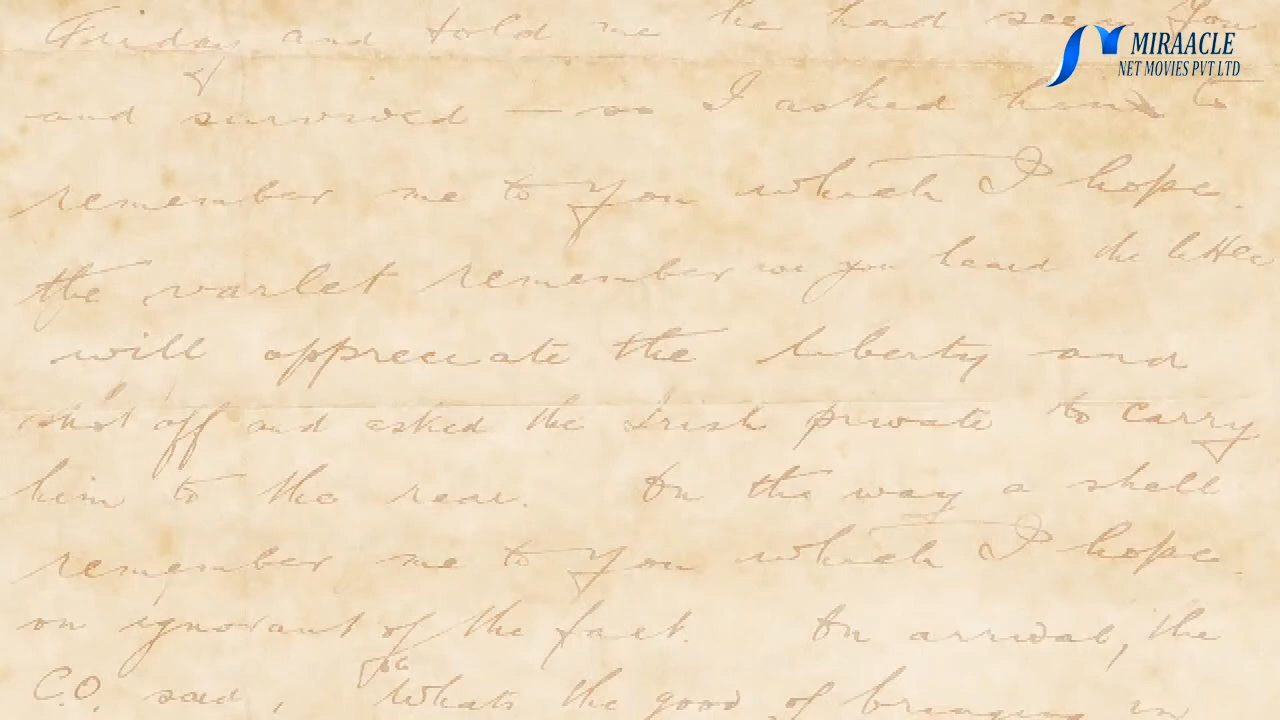 Friday and told me he had seen You
MIRAACLE
NET MOVIES PVT LTD
and survived — so I asked him to
remember me to you which I hope.
the varlet remember you heard the letter
will appreciate the liberty and
shot off and asked the Irish private to carry
him to the rear. On the way a shell
remember me to you which I hope.
on ignorant of the fact. On arrival, the
C.O. said, "Whats the good of bringing in